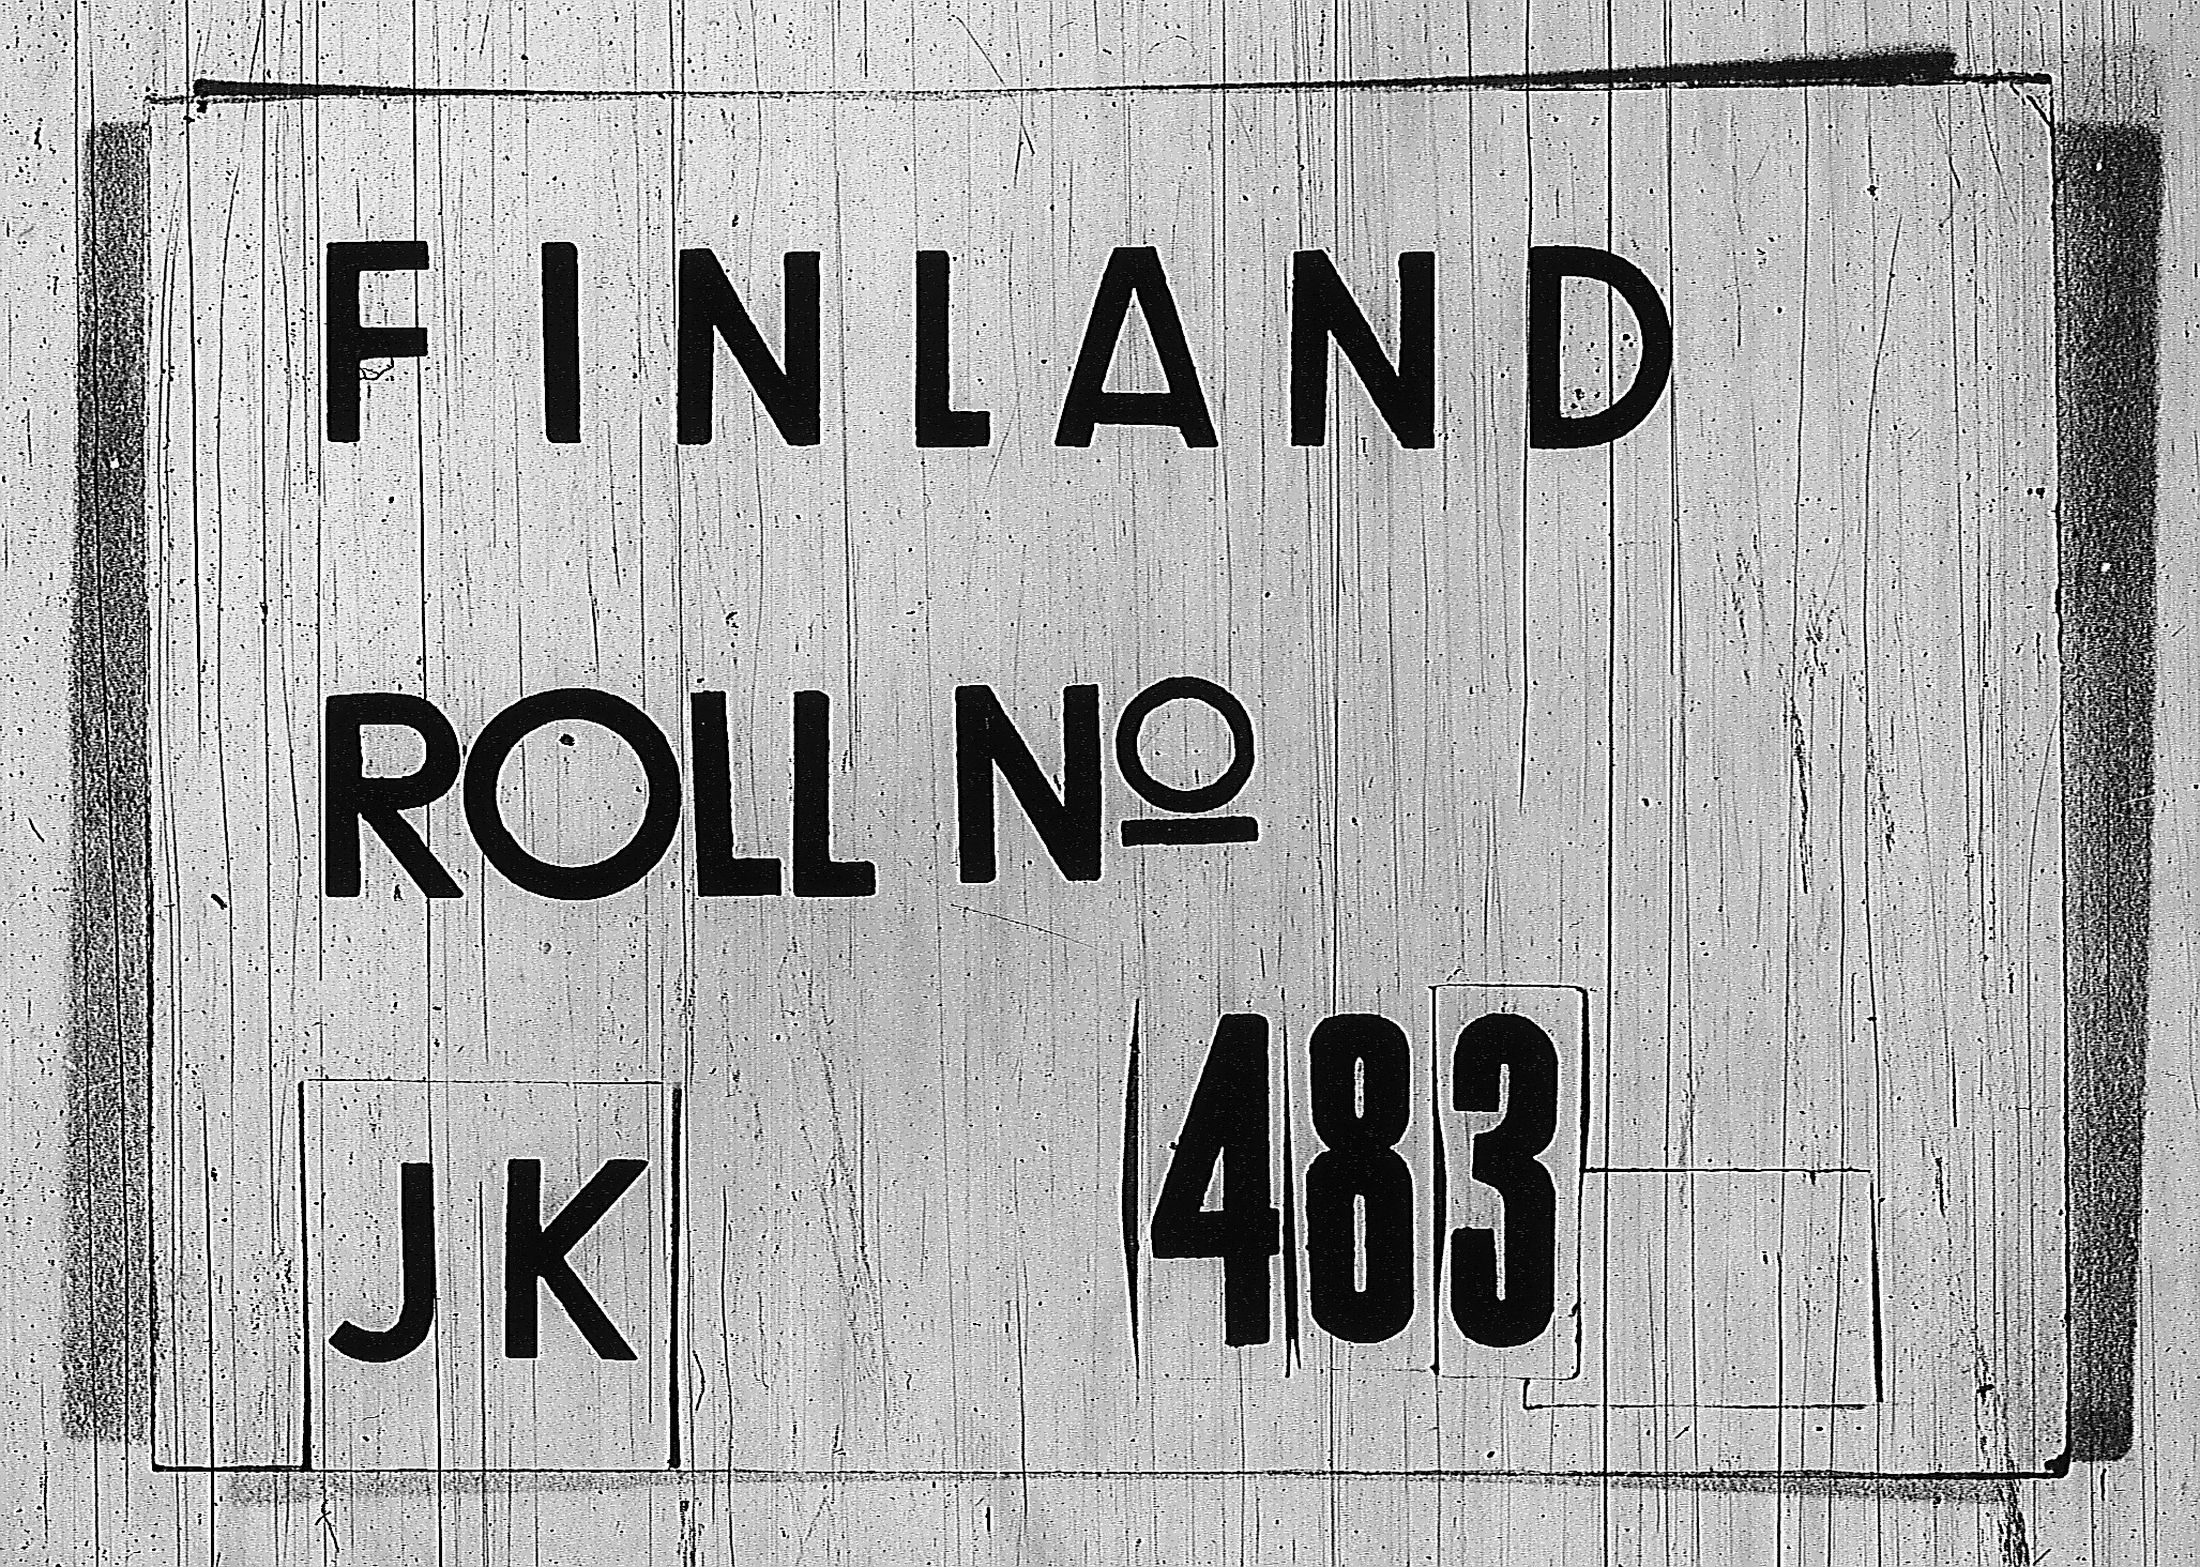 FINLAND
ROLL Nº
JK 483